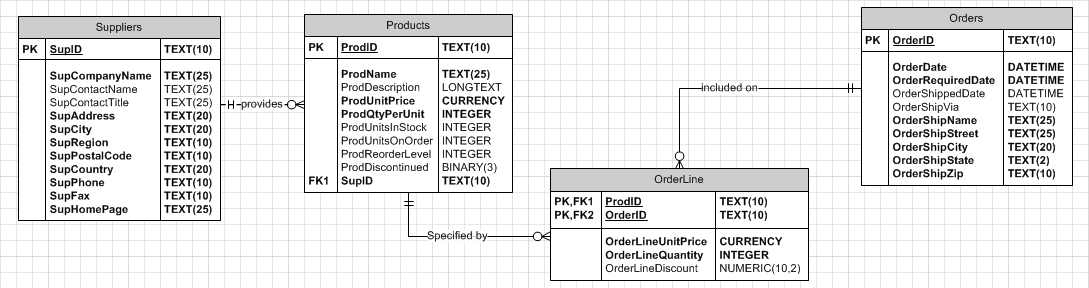 Suppliers
PK SupID TEXT(10)
SupCompanyName TEXT(25)
SupContactName TEXT(25)
SupContactTitle TEXT(25)
SupAddress TEXT(20)
SupCity TEXT(20)
SupRegion TEXT(10)
SupPostalCode TEXT(10)
SupCountry TEXT(20)
SupPhone TEXT(10)
SupFax TEXT(10)
SupHomePage TEXT(25)
provides
Products
PK ProdID TEXT(10)
ProdName TEXT(25)
ProdDescription LONGTEXT
ProdUnitPrice CURRENCY
ProdQtyPerUnit INTEGER
ProdUnitsInStock INTEGER
ProdUnitsOnOrder INTEGER
ProdReorderLevel INTEGER
ProdDiscontinued BINARY(3)
FK1 SupID TEXT(10)
Specified by
OrderLine
PK,FK1 ProdID TEXT(10)
PK,FK2 OrderID TEXT(10)
OrderLineUnitPrice CURRENCY
OrderLineQuantity INTEGER
OrderLineDiscount NUMERIC(10,2)
included on
Orders
PK OrderID TEXT(10)
OrderDate DATETIME
OrderRequiredDate DATETIME
OrderShippedDate DATETIME
OrderShipVia TEXT(10)
OrderShipName TEXT(25)
OrderShipStreet TEXT(25)
OrderShipCity TEXT(20)
OrderShipState TEXT(2)
OrderShipZip TEXT(10)